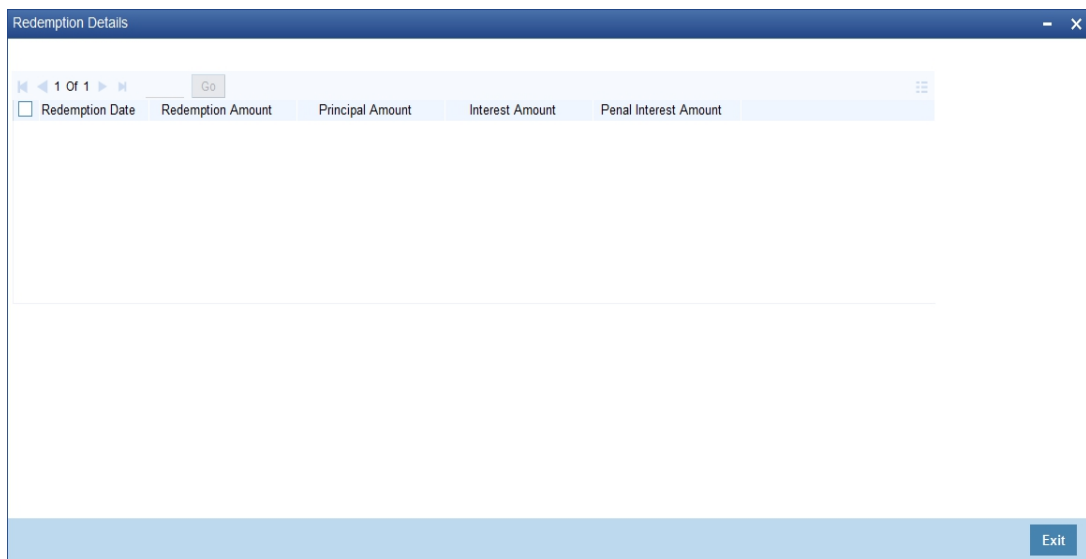 Redemption Details
1 Of 1 Go
Redemption Date Redemption Amount Principal Amount Interest Amount Penal Interest Amount
Exit